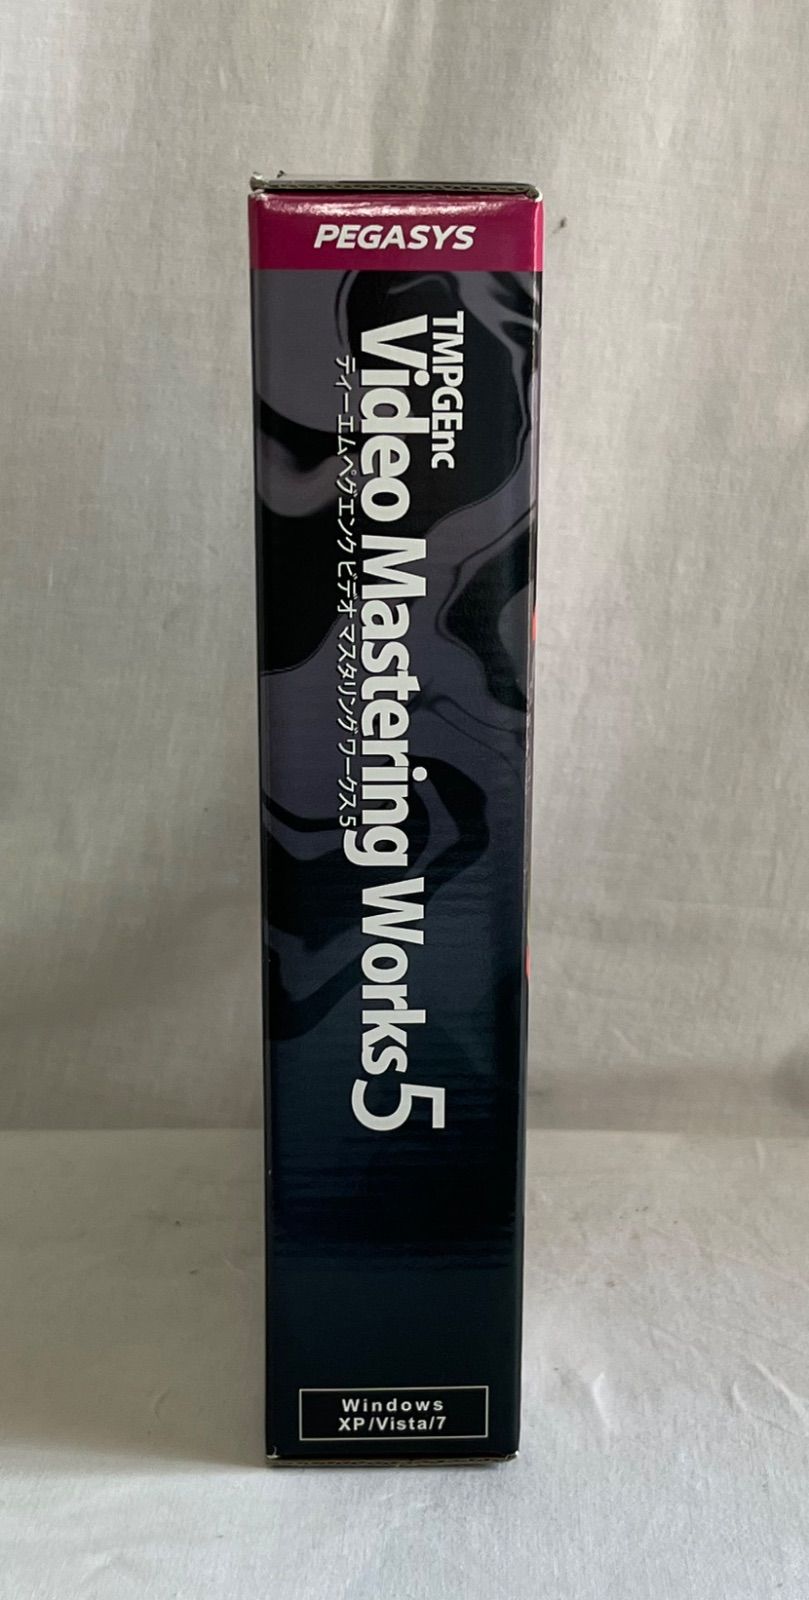 PEGASYS
TMPGEnc
Video Mastering Works 5
ティーエムペグエンク ビデオ マスタリング ワークス 5
Windows
XP/Vista/7